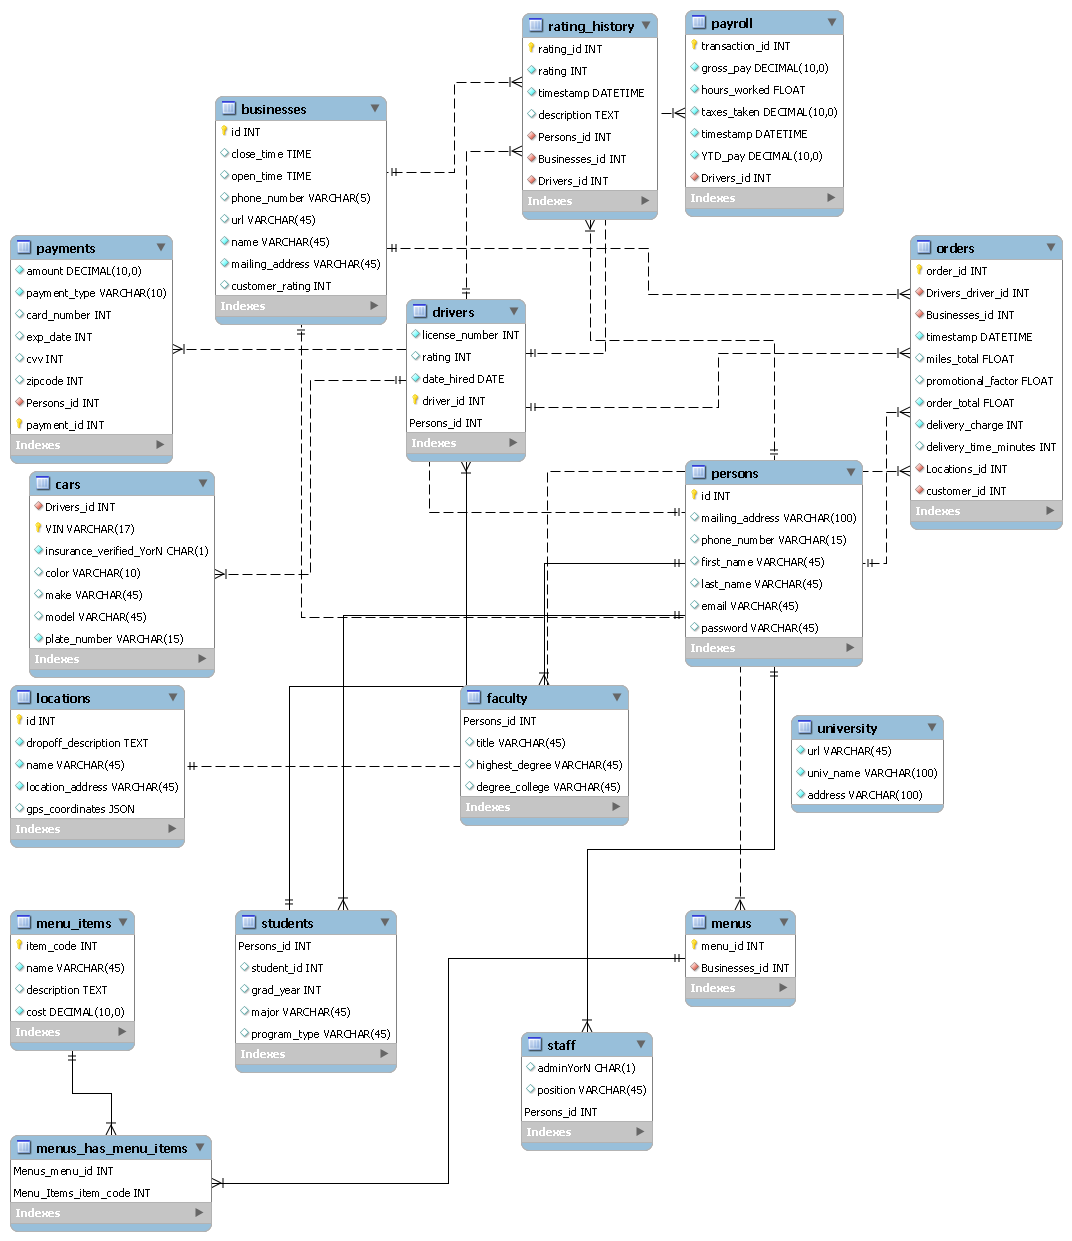 rating_history
rating_id INT
rating INT
timestamp DATETIME
description TEXT
Persons_id INT
Businesses_id INT
Drivers_id INT
Indexes
payroll
transaction_id INT
gross_pay DECIMAL(10,0)
hours_worked FLOAT
taxes_taken DECIMAL(10,0)
timestamp DATETIME
YTD_pay DECIMAL(10,0)
Drivers_id INT
Indexes
businesses
id INT
close_time TIME
open_time TIME
phone_number VARCHAR(5)
url VARCHAR(45)
name VARCHAR(45)
mailing_address VARCHAR(45)
customer_rating INT
Indexes
payments
amount DECIMAL(10,0)
payment_type VARCHAR(10)
card_number INT
exp_date INT
cvv INT
zipcode INT
Persons_id INT
payment_id INT
Indexes
drivers
license_number INT
rating INT
date_hired DATE
driver_id INT
Persons_id INT
Indexes
orders
order_id INT
Drivers_driver_id INT
Businesses_id INT
timestamp DATETIME
miles_total FLOAT
promotional_factor FLOAT
order_total FLOAT
delivery_charge INT
delivery_time_minutes INT
Locations_id INT
customer_id INT
Indexes
cars
Drivers_id INT
VIN VARCHAR(17)
insurance_verified_YorN CHAR(1)
color VARCHAR(10)
make VARCHAR(45)
model VARCHAR(45)
plate_number VARCHAR(15)
Indexes
persons
id INT
mailing_address VARCHAR(100)
phone_number VARCHAR(15)
first_name VARCHAR(45)
last_name VARCHAR(45)
email VARCHAR(45)
password VARCHAR(45)
Indexes
locations
id INT
dropoff_description TEXT
name VARCHAR(45)
location_address VARCHAR(45)
gps_coordinates JSON
Indexes
faculty
Persons_id INT
title VARCHAR(45)
highest_degree VARCHAR(45)
degree_college VARCHAR(45)
Indexes
university
url VARCHAR(45)
univ_name VARCHAR(100)
address VARCHAR(100)
menu_items
item_code INT
name VARCHAR(45)
description TEXT
cost DECIMAL(10,0)
Indexes
students
Persons_id INT
student_id INT
grad_year INT
major VARCHAR(45)
program_type VARCHAR(45)
Indexes
menus
menu_id INT
Businesses_id INT
Indexes
staff
adminYorN CHAR(1)
position VARCHAR(45)
Persons_id INT
Indexes
menus_has_menu_items
Menus_menu_id INT
Menu_Items_item_code INT
Indexes